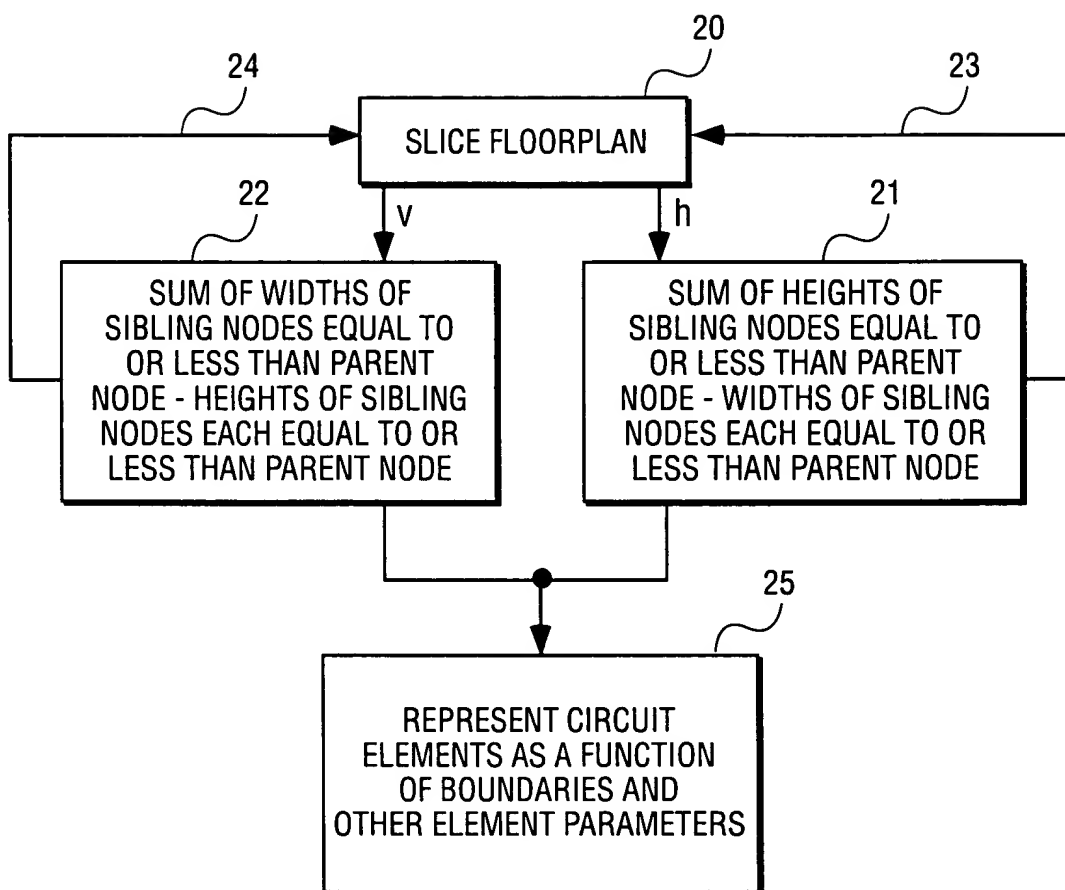 20
24
23
SLICE FLOORPLAN
22
v
h
21
SUM OF WIDTHS OF
SIBLING NODES EQUAL TO
OR LESS THAN PARENT
NODE - HEIGHTS OF SIBLING
NODES EACH EQUAL TO OR
LESS THAN PARENT NODE
SUM OF HEIGHTS OF
SIBLING NODES EQUAL TO
OR LESS THAN PARENT
NODE - WIDTHS OF SIBLING
NODES EACH EQUAL TO OR
LESS THAN PARENT NODE
25
REPRESENT CIRCUIT
ELEMENTS AS A FUNCTION
OF BOUNDARIES AND
OTHER ELEMENT PARAMETERS